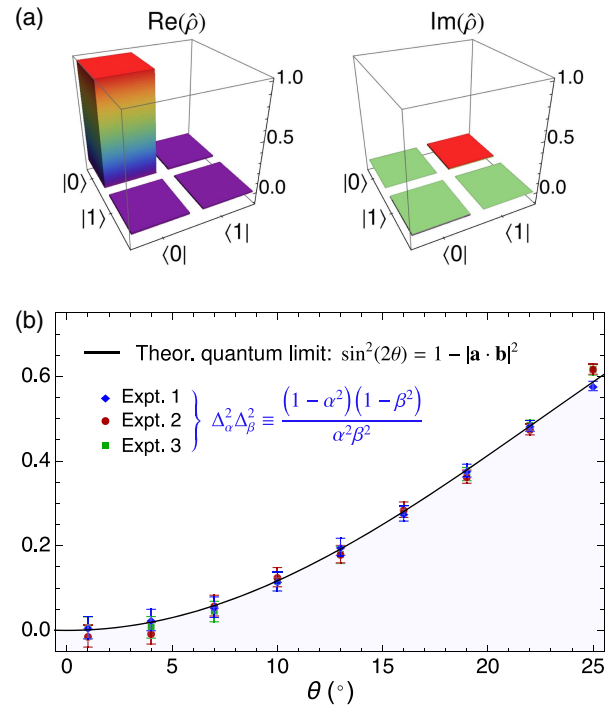 (a)
Re(ρ̂) Im(ρ̂)
1.0 1.0
0.5 0.5
0.0 0.0
|0⟩ |0⟩
|1⟩ |1⟩
⟨0| ⟨1| ⟨0| ⟨1|
(b)
Theor. quantum limit: sin²(2θ) = 1 – |a · b|²
Expt. 1
Expt. 2
Expt. 3
Δ²_α Δ²_β ≡ (1 – α²)(1 – β²) / α²β²
0.6
0.4
0.2
0.0
0 5 10 15 20 25
θ (°)